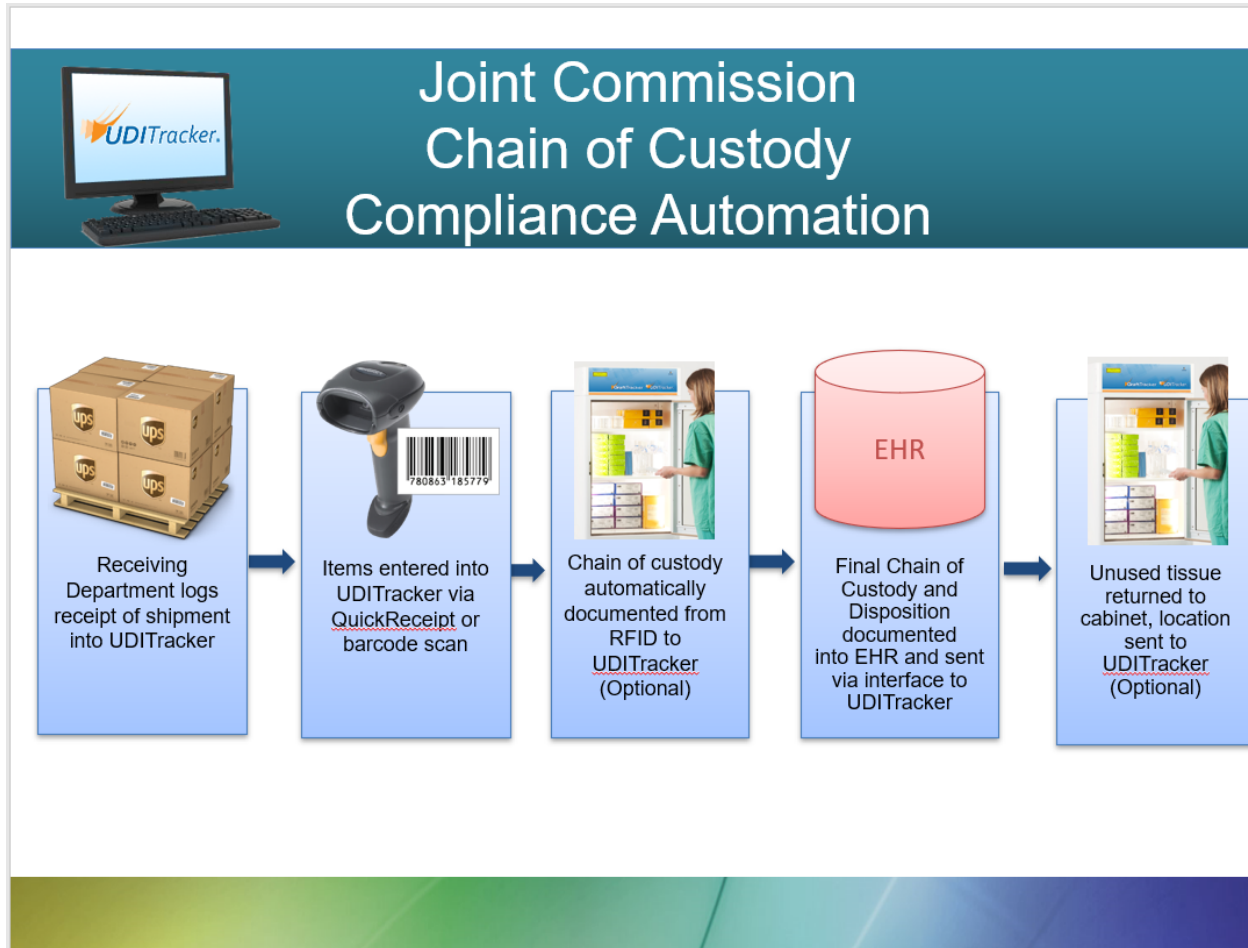 UDITracker®
Joint Commission
Chain of Custody
Compliance Automation
ups
ups
ups
ups
Receiving
Department logs
receipt of shipment
into UDITracker
780863 185779
Items entered into
UDITracker via
QuickReceipt or
barcode scan
UDITracker
Chain of custody
automatically
documented from
RFID to
UDITracker
(Optional)
EHR
Final Chain of
Custody and
Disposition
documented
into EHR and sent
via interface to
UDITracker
UDITracker
Unused tissue
returned to
cabinet, location
sent to
UDITracker
(Optional)